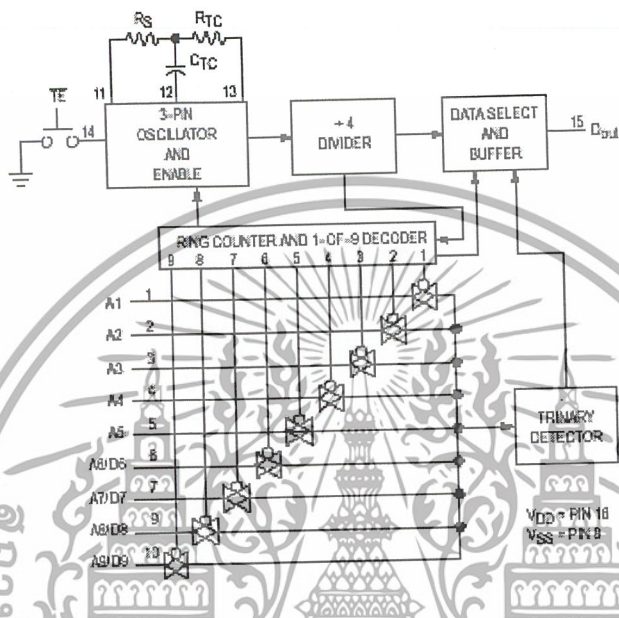 RS RTC
CTC
11 12 13
TE
14
3-PIN
OSCILLATOR
AND
ENABLE
÷4
DIVIDER
DATA SELECT
AND
BUFFER
15 Dout
RING COUNTER AND 1-OF-9 DECODER
9 8 7 6 5 4 3 2 1
A1 1
A2 2
A3 3
A4 4
A5 5
A6/D6 6
A7/D7 7
A8/D8 9
A9/D9 10
TRINARY
DETECTOR
VDD = PIN 16
VSS = PIN 8